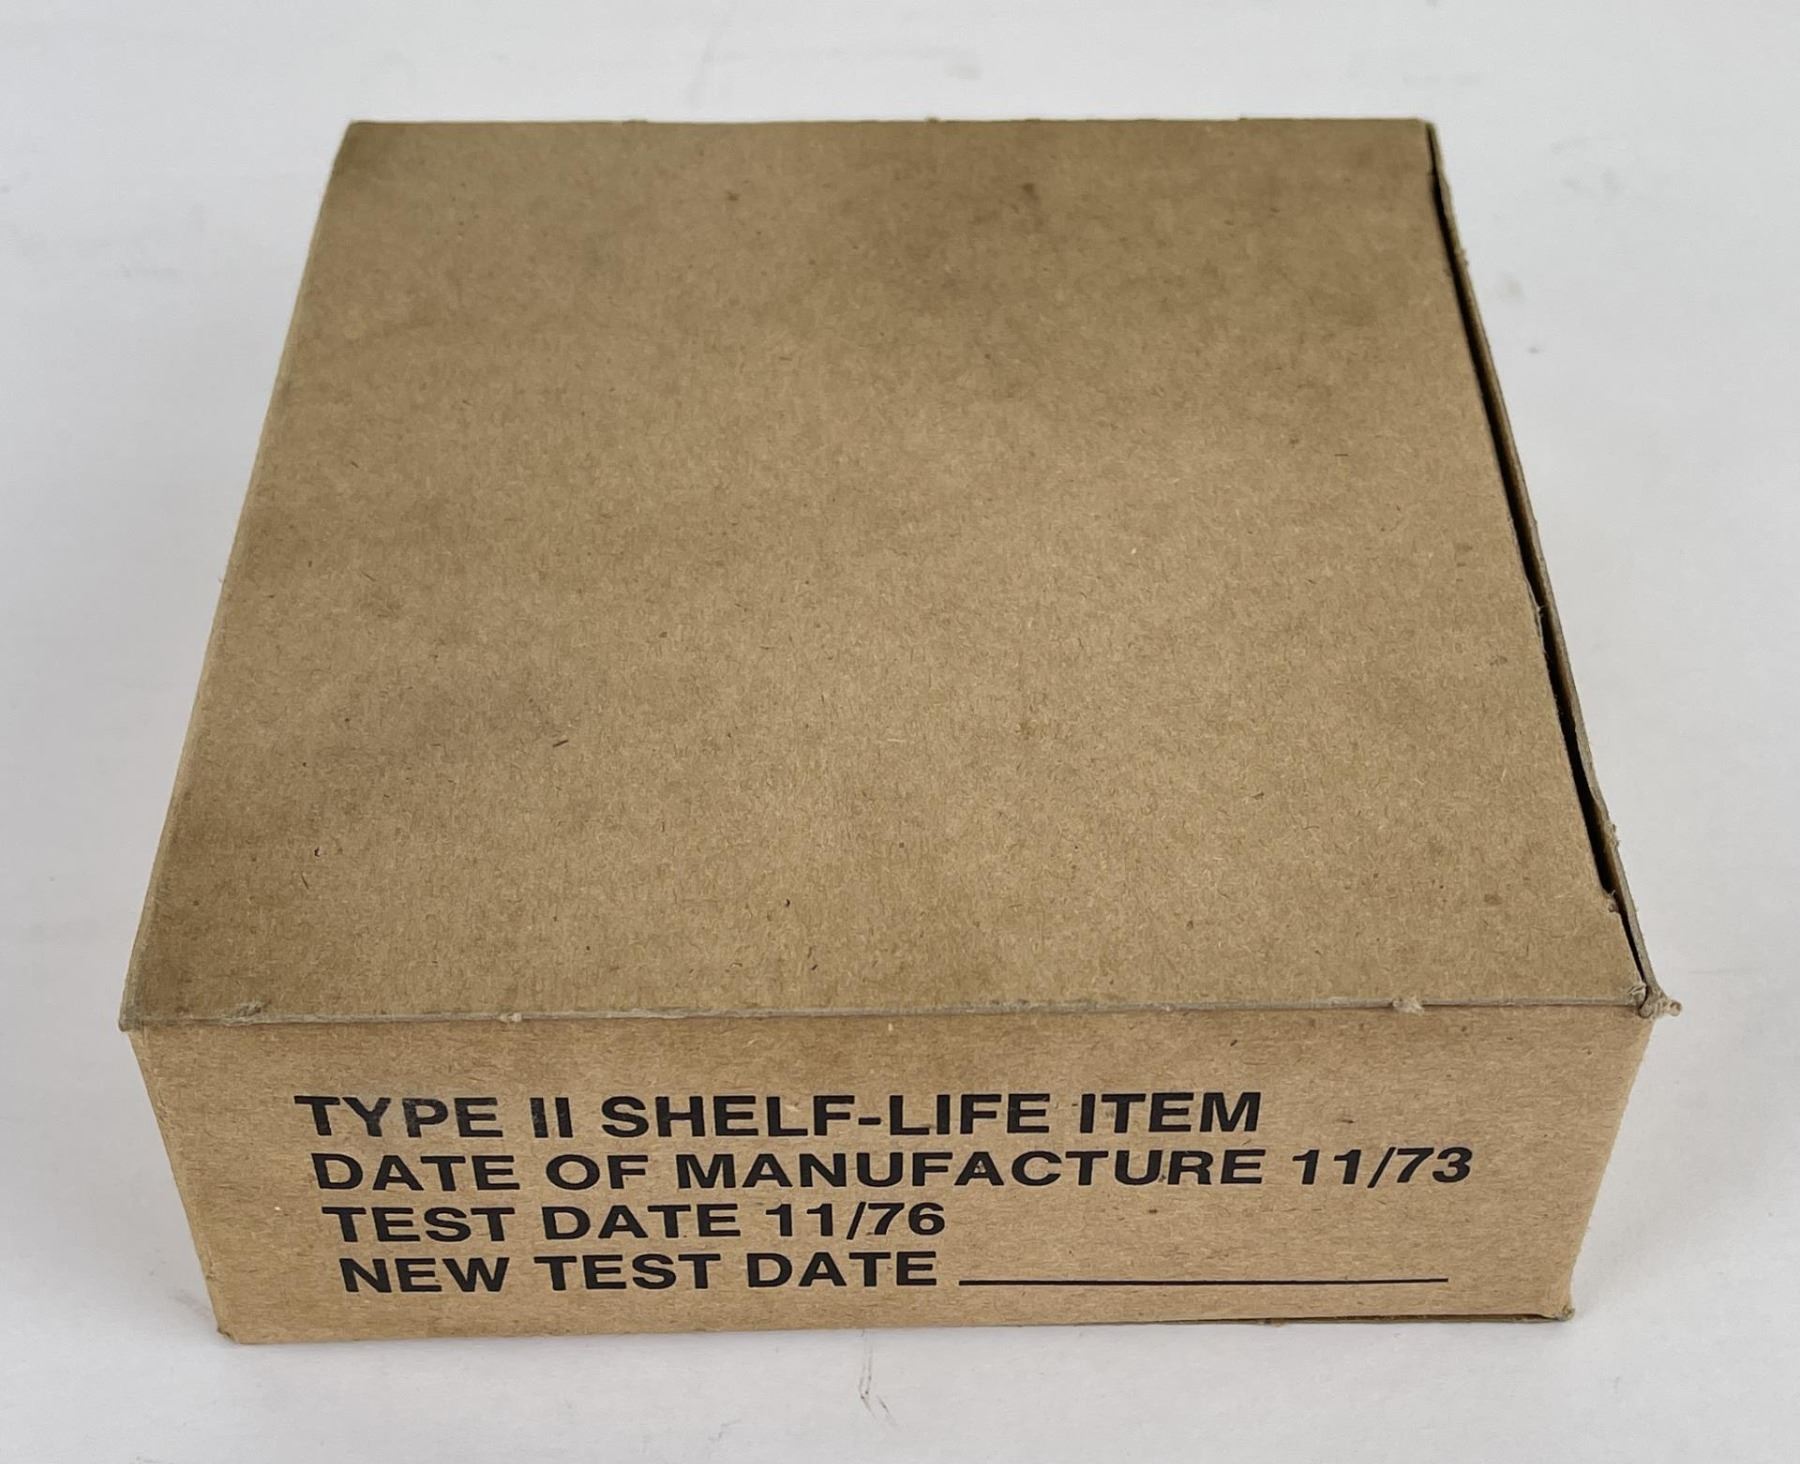 TYPE II SHELF-LIFE ITEM
DATE OF MANUFACTURE 11/73
TEST DATE 11/76
NEW TEST DATE